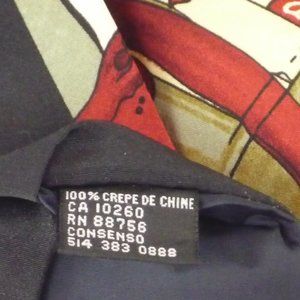 100% CREPE DE CHINE
CA 10260
RN 88756
CONSENSO
514 383 0888